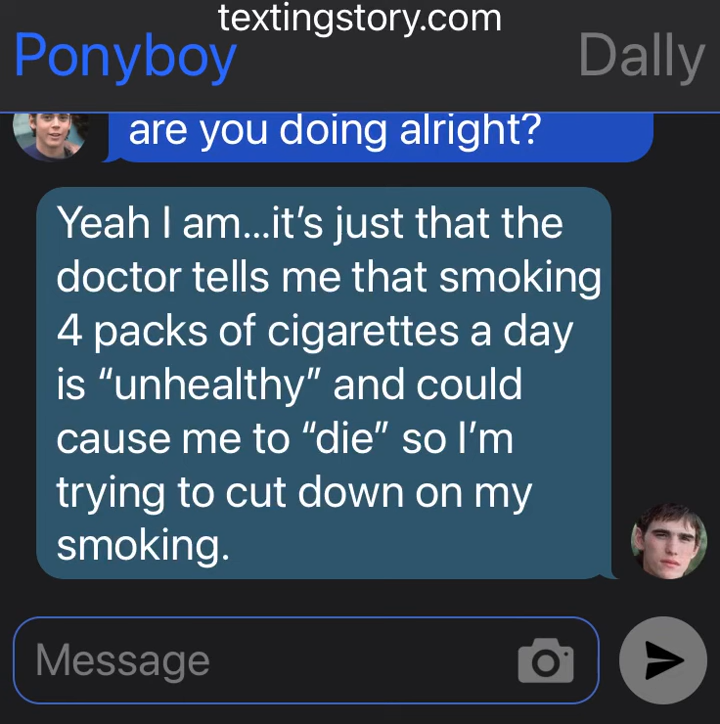 textingstory.com
Ponyboy Dally
are you doing alright?
Yeah I am...it’s just that the
doctor tells me that smoking
4 packs of cigarettes a day
is “unhealthy” and could
cause me to “die” so I’m
trying to cut down on my
smoking.
Message